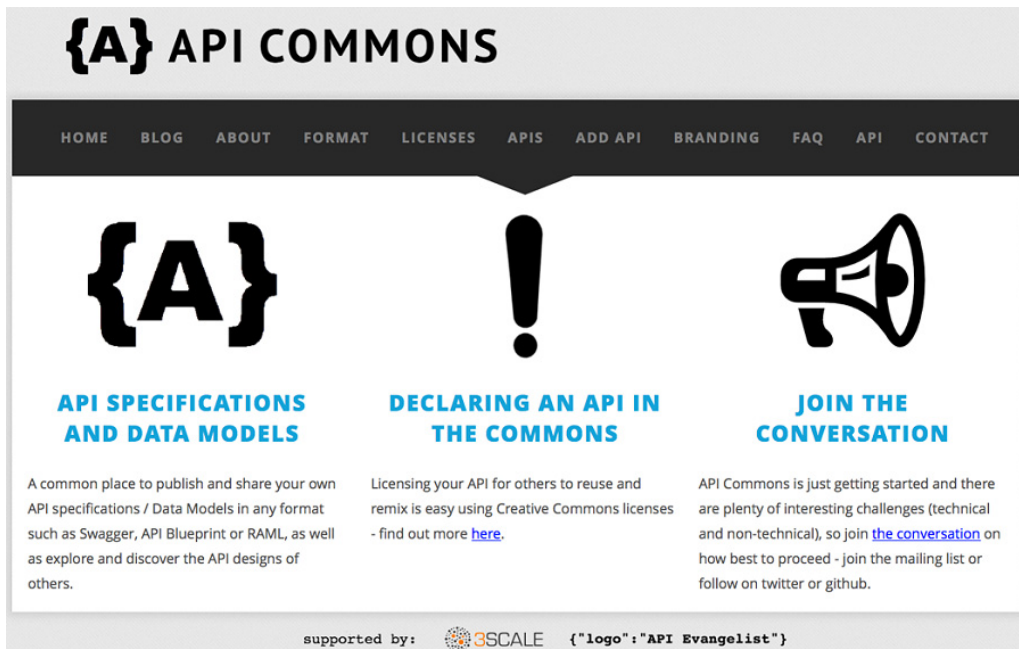 {A} API COMMONS
HOME BLOG ABOUT FORMAT LICENSES APIS ADD API BRANDING FAQ API CONTACT
{A}
!
API SPECIFICATIONS
AND DATA MODELS
A common place to publish and share your own
API specifications / Data Models in any format
such as Swagger, API Blueprint or RAML, as well
as explore and discover the API designs of
others.
DECLARING AN API IN
THE COMMONS
Licensing your API for others to reuse and
remix is easy using Creative Commons licenses
- find out more here.
JOIN THE
CONVERSATION
API Commons is just getting started and there
are plenty of interesting challenges (technical
and non-technical), so join the conversation on
how best to proceed - join the mailing list or
follow on twitter or github.
supported by: 3SCALE {"logo":"API Evangelist"}